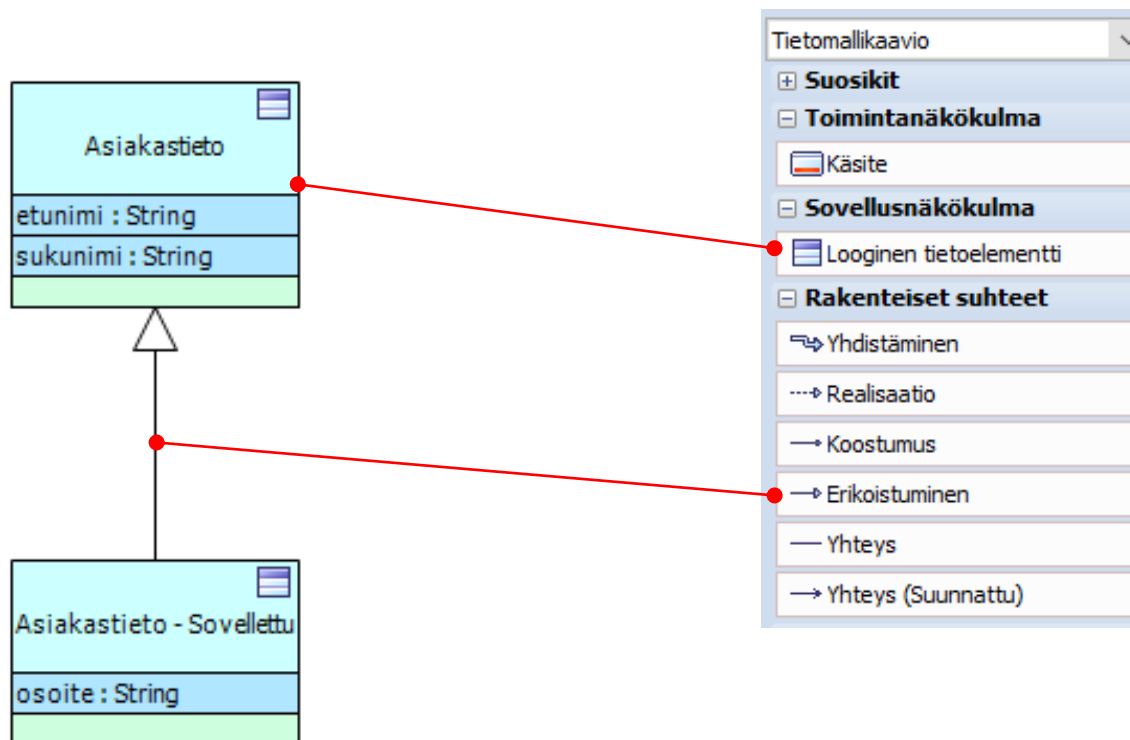 Asiakastieto
etunimi : String
sukunimi : String
Asiakastieto - Sovellettu
osoite : String
Tietomallikaavio
Suosikit
Toimintanäkökulma
Käsite
Sovellusnäkökulma
Looginen tietoelementti
Rakenteiset suhteet
Yhdistäminen
Realisaatio
Koostumus
Erikoistuminen
Yhteys
Yhteys (Suunnattu)